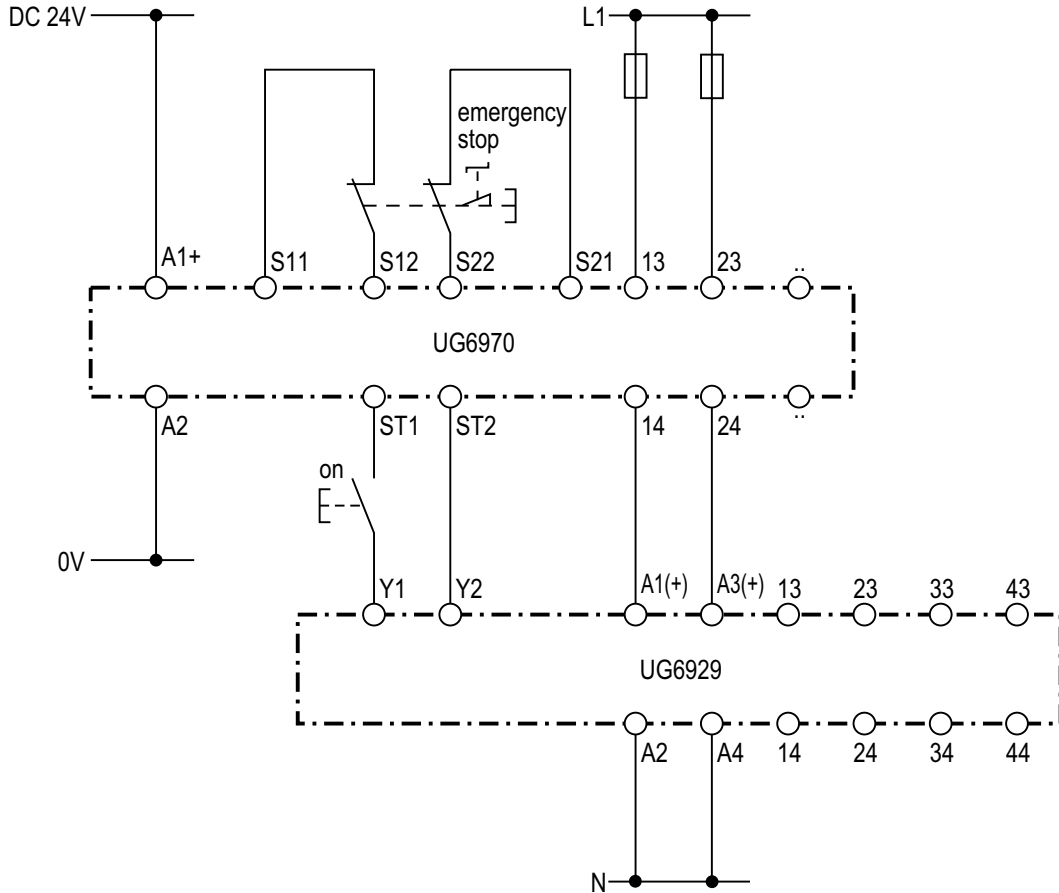 DC 24V
L1
emergency
stop
A1+
S11
S12
S22
S21
13
23
..
UG6970
A2
ST1
ST2
14
24
..
on
0V
Y1
Y2
A1(+)
A3(+)
13
23
33
43
UG6929
A2
A4
14
24
34
44
N